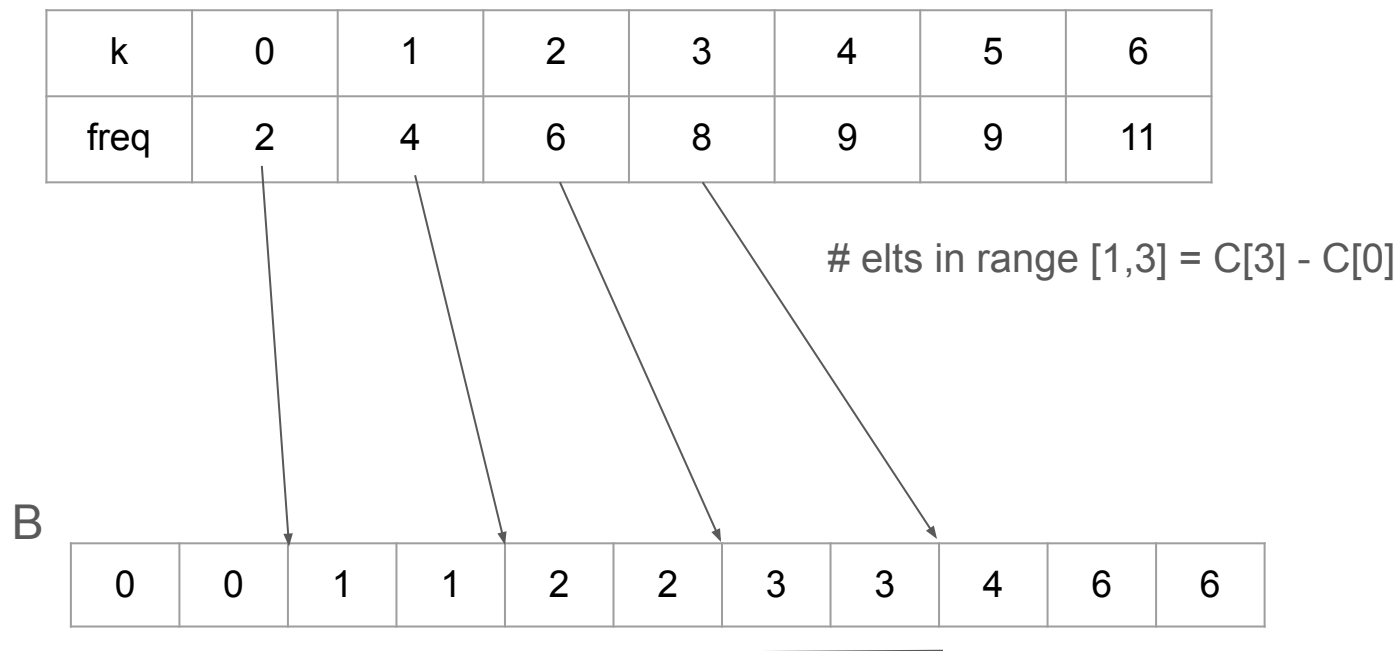 k 0 1 2 3 4 5 6
freq 2 4 6 8 9 9 11
# elts in range [1,3] = C[3] - C[0]
B
0 0 1 1 2 2 3 3 4 6 6